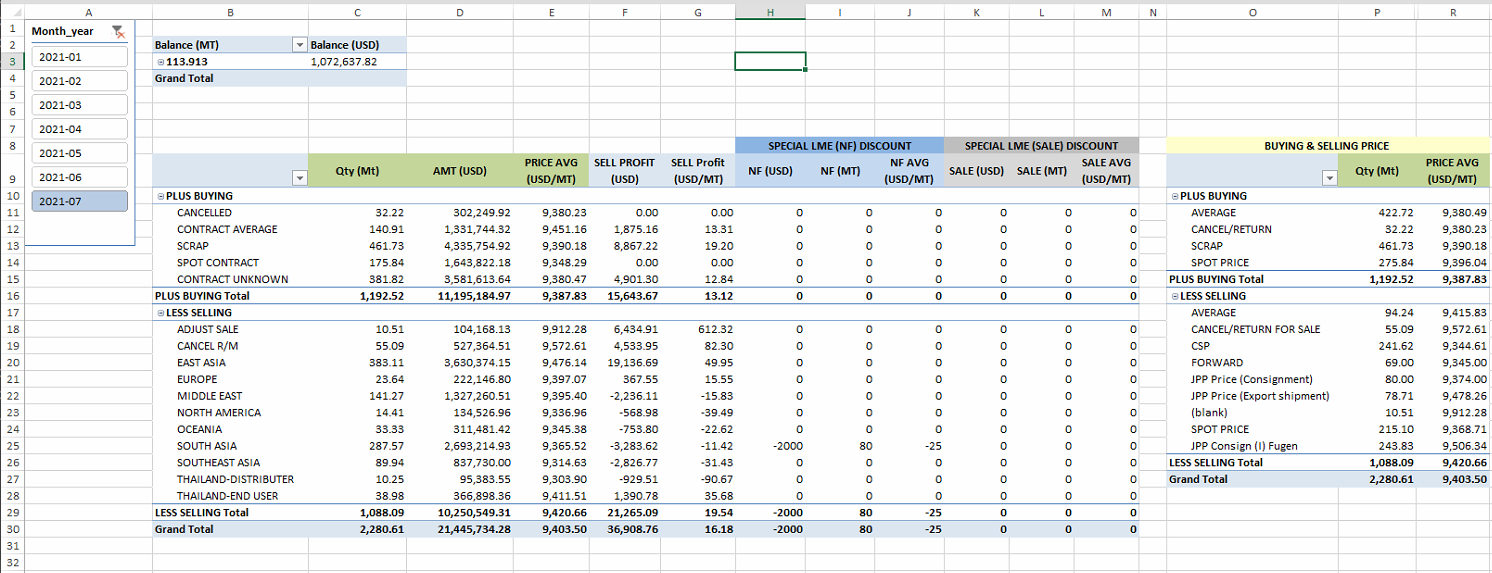 A B C D E F G H I J K L M N O P R
1 Month_year
2 Balance (MT) Balance (USD)
3 2021-01 113.913 1,072,637.82
4 2021-02 Grand Total
5
6 2021-03
7 2021-04
8 2021-05 SPECIAL LME (NF) DISCOUNT SPECIAL LME (SALE) DISCOUNT BUYING & SELLING PRICE
9 2021-06 Qty (Mt) AMT (USD) PRICE AVG (USD/MT) SELL PROFIT (USD) SELL Profit (USD/MT) NF (USD) NF (MT) NF AVG (USD/MT) SALE (USD) SALE (MT) SALE AVG (USD/MT) Qty (Mt) PRICE AVG (USD/MT)
10 2021-07 PLUS BUYING PLUS BUYING
11 CANCELLED 32.22 302,249.92 9,380.23 0.00 0.00 0 0 0 0 0 0 AVERAGE 422.72 9,380.49
12 CONTRACT AVERAGE 140.91 1,331,744.32 9,451.16 1,875.16 13.31 0 0 0 0 0 0 CANCEL/RETURN 32.22 9,380.23
13 SCRAP 461.73 4,335,754.92 9,390.18 8,867.22 19.20 0 0 0 0 0 0 SCRAP 461.73 9,390.18
14 SPOT CONTRACT 175.84 1,643,822.18 9,348.29 0.00 0.00 0 0 0 0 0 0 SPOT PRICE 275.84 9,396.04
15 CONTRACT UNKNOWN 381.82 3,581,613.64 9,380.47 4,901.30 12.84 0 0 0 0 0 0 PLUS BUYING Total 1,192.52 9,387.83
16 PLUS BUYING Total 1,192.52 11,195,184.97 9,387.83 15,643.67 13.12 0 0 0 0 0 0 LESS SELLING
17 LESS SELLING AVERAGE 94.24 9,415.83
18 ADJUST SALE 10.51 104,168.13 9,912.28 6,434.91 612.32 0 0 0 0 0 0 CANCEL/RETURN FOR SALE 55.09 9,572.61
19 CANCEL R/M 55.09 527,364.51 9,572.61 4,533.95 82.30 0 0 0 0 0 0 CSP 241.62 9,344.61
20 EAST ASIA 383.11 3,630,374.15 9,476.14 19,136.69 49.95 0 0 0 0 0 0 FORWARD 69.00 9,345.00
21 EUROPE 23.64 222,146.80 9,397.07 367.55 15.55 0 0 0 0 0 0 JPP Price (Consignment) 80.00 9,374.00
22 MIDDLE EAST 141.27 1,327,260.51 9,395.40 -2,236.11 -15.83 0 0 0 0 0 0 JPP Price (Export shipment) 78.71 9,478.26
23 NORTH AMERICA 14.41 134,526.96 9,336.96 -568.98 -39.49 0 0 0 0 0 0 (blank) 10.51 9,912.28
24 OCEANIA 33.33 311,481.42 9,345.38 -753.80 -22.62 0 0 0 0 0 0 SPOT PRICE 215.10 9,368.71
25 SOUTH ASIA 287.57 2,693,214.93 9,365.52 -3,283.62 -11.42 -2000 80 -25 0 0 0 JPP Consign (I) Fugen 243.83 9,506.34
26 SOUTHEAST ASIA 89.94 837,730.00 9,314.63 -2,826.77 -31.43 0 0 0 0 0 0 LESS SELLING Total 1,088.09 9,420.66
27 THAILAND-DISTRIBUTER 10.25 95,383.55 9,303.90 -929.51 -90.67 0 0 0 0 0 0 Grand Total 2,280.61 9,403.50
28 THAILAND-END USER 38.98 366,898.36 9,411.51 1,390.78 35.68 0 0 0 0 0 0
29 LESS SELLING Total 1,088.09 10,250,549.31 9,420.66 21,265.09 19.54 -2000 80 -25 0 0 0
30 Grand Total 2,280.61 21,445,734.28 9,403.50 36,908.76 16.18 -2000 80 -25 0 0 0
31
32